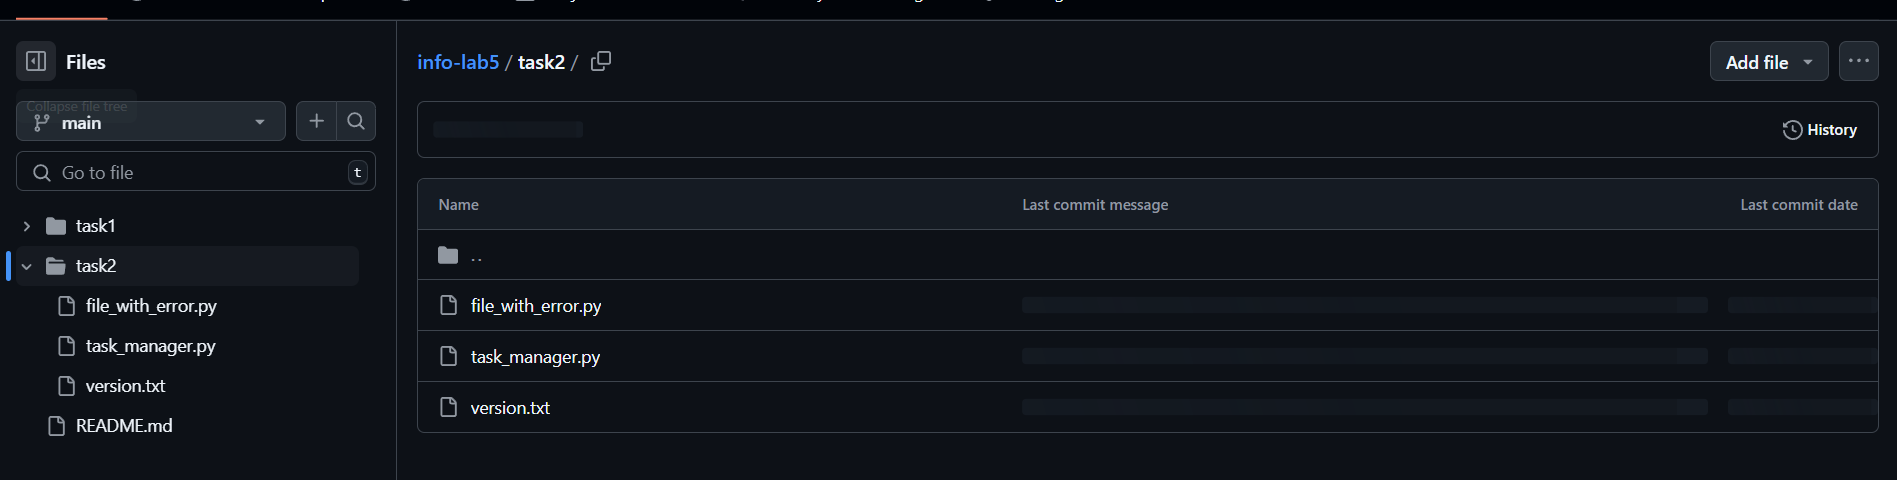 Files
Collapse file tree
main
Go to file
t
task1
task2
file_with_error.py
task_manager.py
version.txt
README.md
info-lab5 / task2 /
Add file
History
Name Last commit message Last commit date
..
file_with_error.py
task_manager.py
version.txt